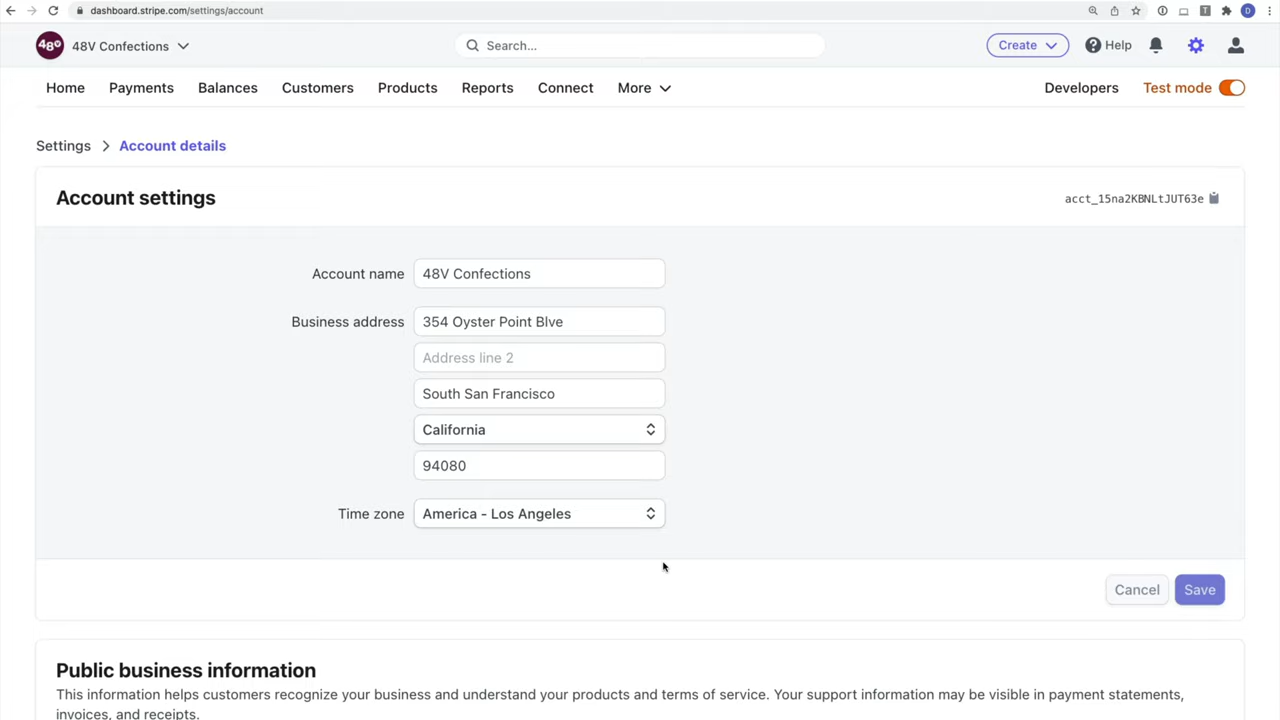 dashboard.stripe.com/settings/account
D
48V
48V Confections
Search...
Create
Help
Home
Payments
Balances
Customers
Products
Reports
Connect
More
Developers
Test mode
Settings
Account details
Account settings
acct_15na2KBNLtJUT63e
Account name
48V Confections
Business address
354 Oyster Point Blve
Address line 2
South San Francisco
California
94080
Time zone
America - Los Angeles
Cancel
Save
Public business information
This information helps customers recognize your business and understand your products and terms of service. Your support information may be visible in payment statements,
invoices, and receipts.